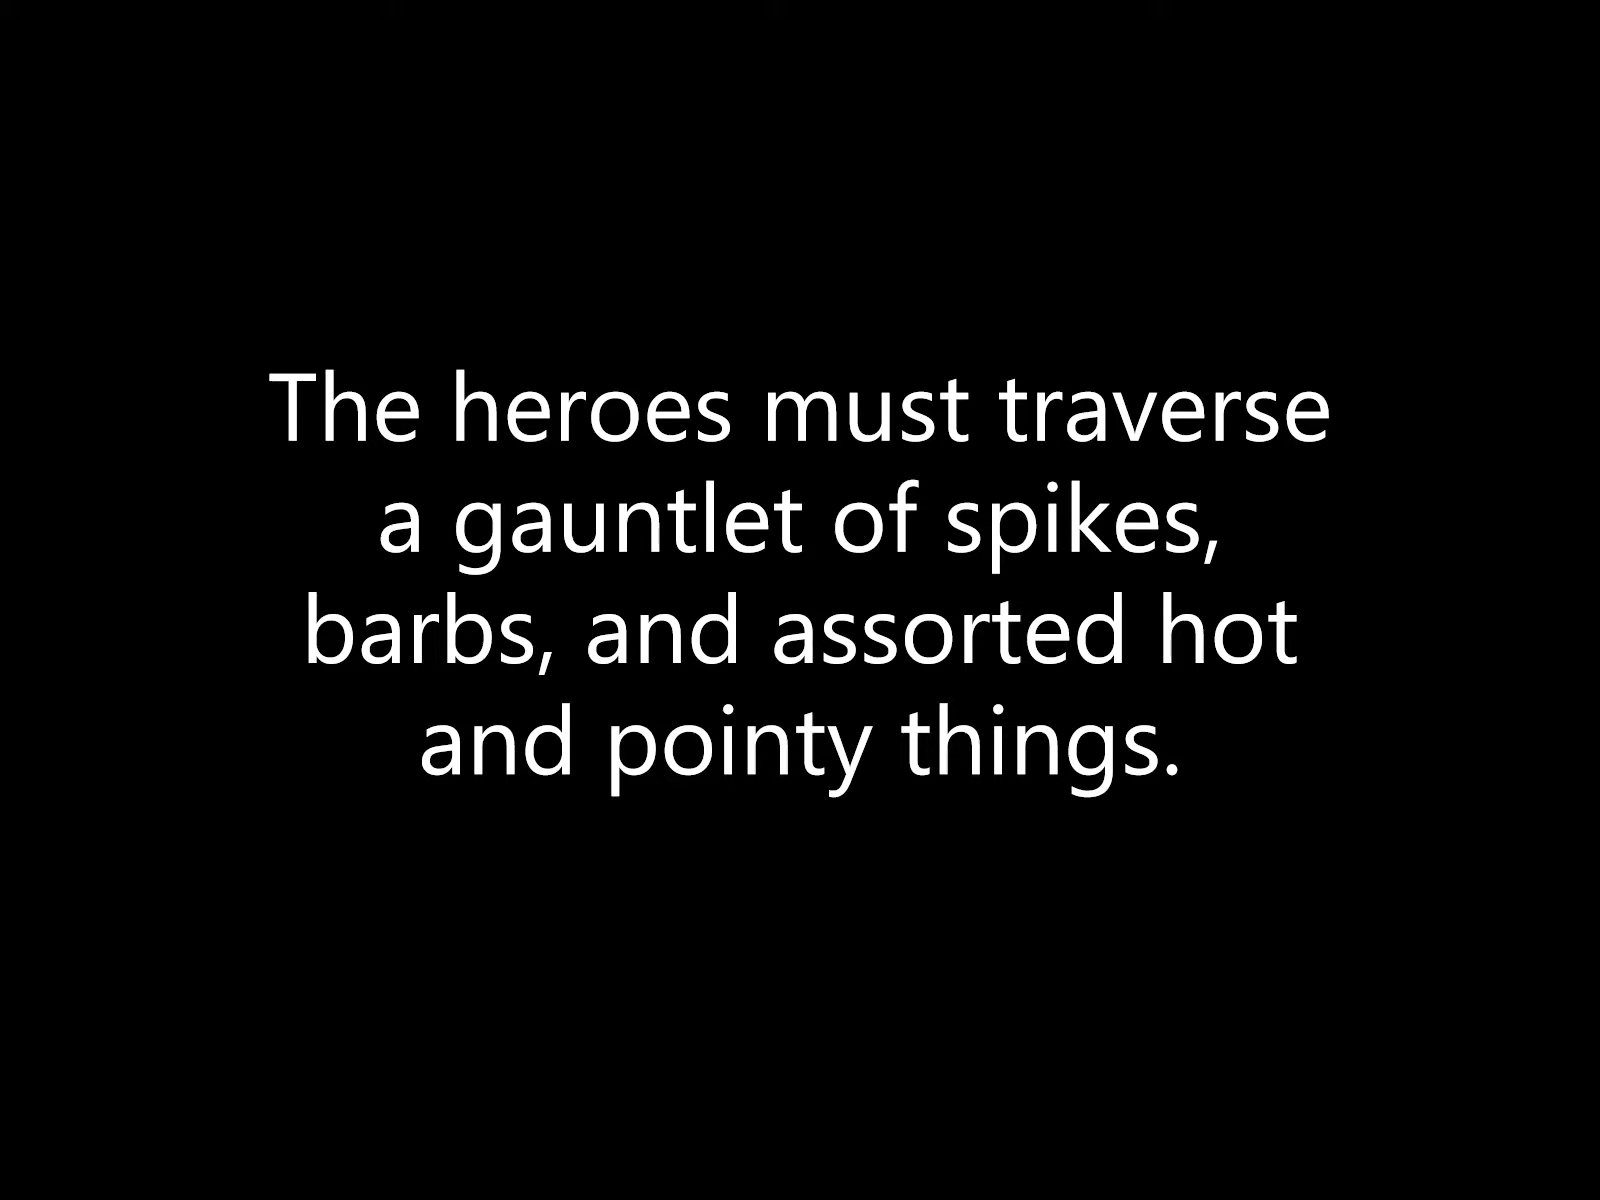 The heroes must traverse
a gauntlet of spikes,
barbs, and assorted hot
and pointy things.